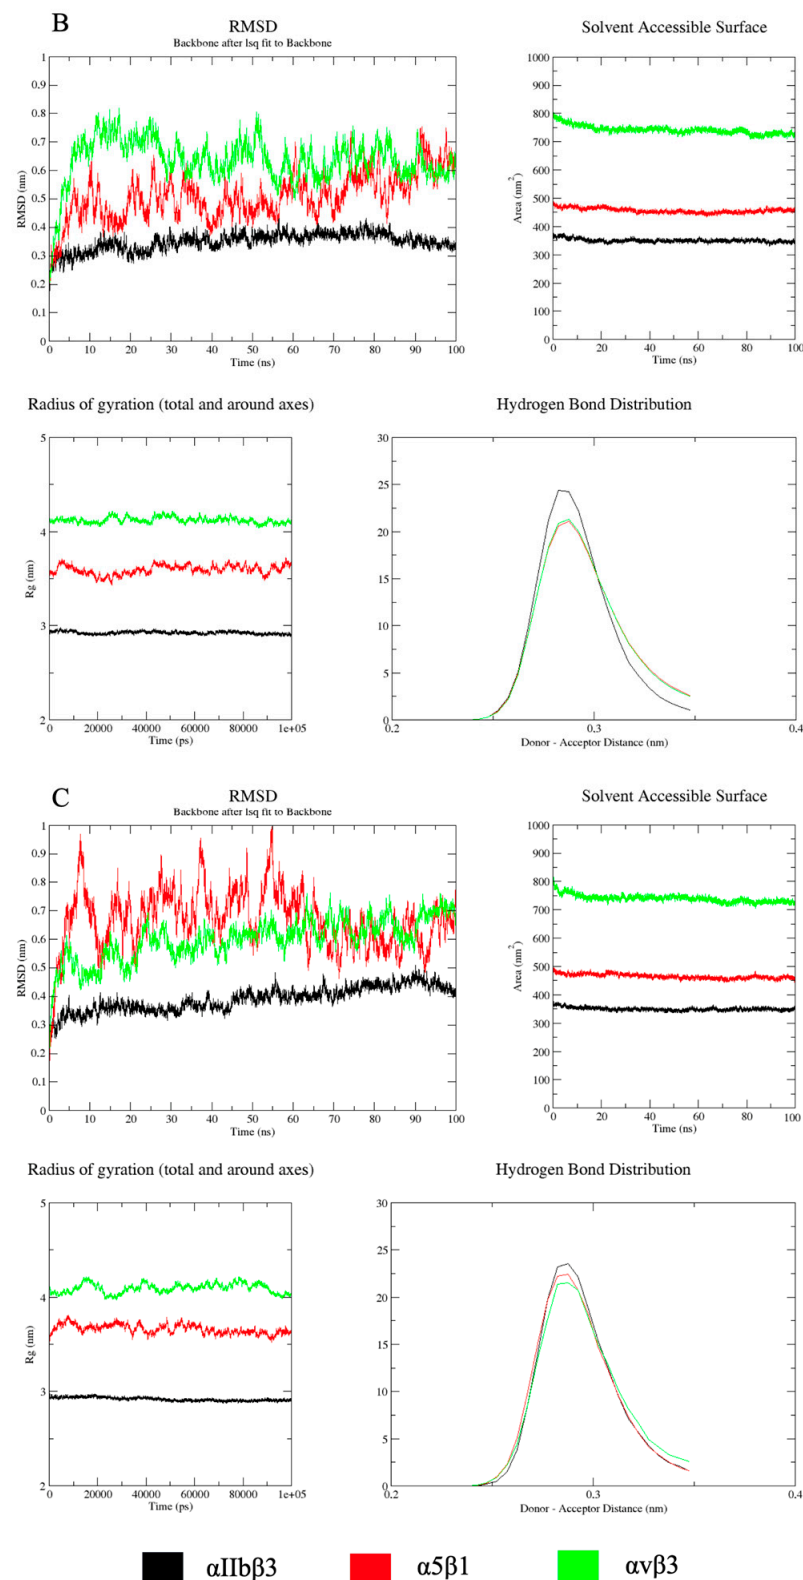 B
RMSD
Backbone after lsq fit to Backbone
1
0.9
0.8
0.7
0.6
0.5
0.4
0.3
0.2
0.1
0
RMSD (nm)
0 10 20 30 40 50 60 70 80 90 100
Time (ns)
Solvent Accessible Surface
1000
900
800
700
600
500
400
300
200
100
0
Area (nm²)
0 20 40 60 80 100
Time (ns)
Radius of gyration (total and around axes)
5
4
3
2
Rg (nm)
0 20000 40000 60000 80000 1e+05
Time (ps)
Hydrogen Bond Distribution
30
25
20
15
10
5
0
0.2 0.3 0.4
Donor - Acceptor Distance (nm)
C
RMSD
Backbone after lsq fit to Backbone
1
0.9
0.8
0.7
0.6
0.5
0.4
0.3
0.2
0.1
0
RMSD (nm)
0 10 20 30 40 50 60 70 80 90 100
Time (ns)
Solvent Accessible Surface
1000
900
800
700
600
500
400
300
200
100
0
Area (nm²)
0 20 40 60 80 100
Time (ns)
Radius of gyration (total and around axes)
5
4
3
2
Rg (nm)
0 20000 40000 60000 80000 1e+05
Time (ps)
Hydrogen Bond Distribution
30
25
20
15
10
5
0
0.2 0.3 0.4
Donor - Acceptor Distance (nm)
αIIbβ3 α5β1 αvβ3